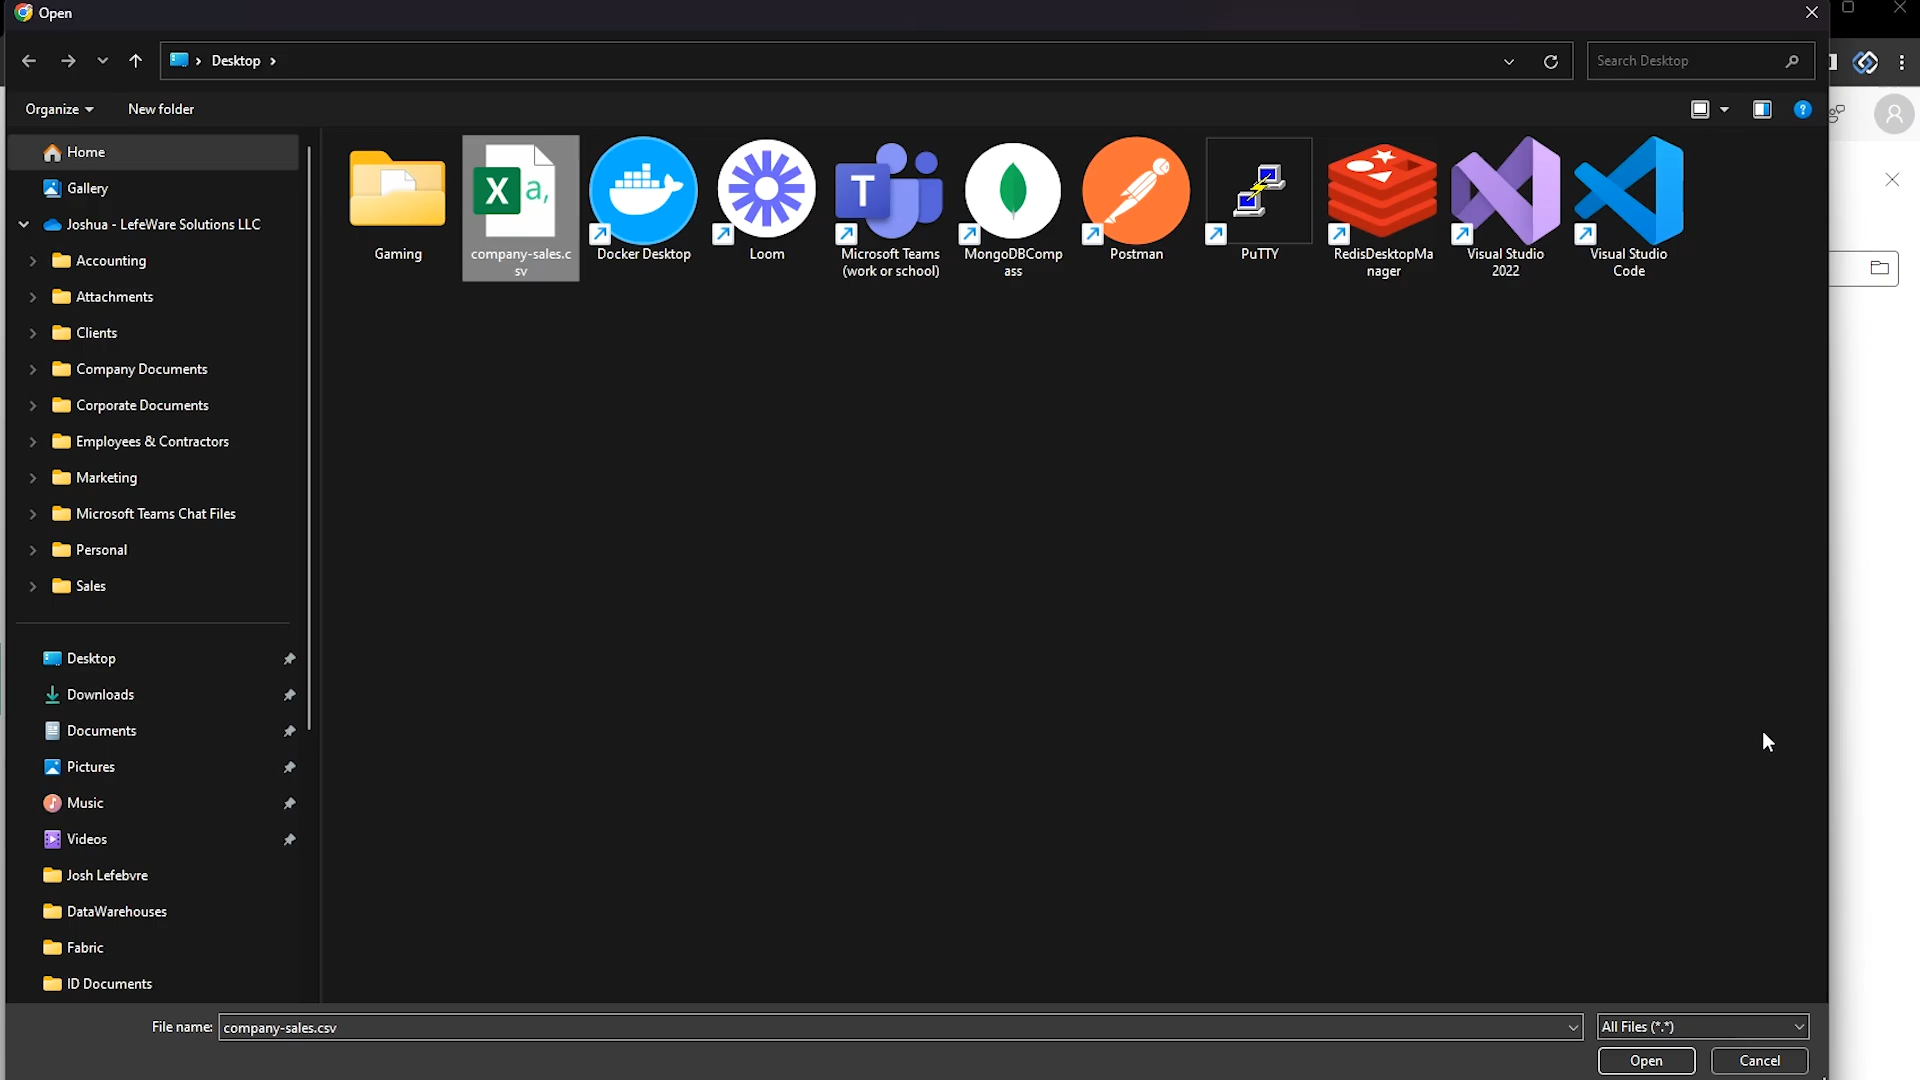 Open
Desktop
Search Desktop
Organize
New folder
Home
Gallery
Joshua - LefeWare Solutions LLC
Accounting
Attachments
Clients
Company Documents
Corporate Documents
Employees & Contractors
Marketing
Microsoft Teams Chat Files
Personal
Sales
Desktop
Downloads
Documents
Pictures
Music
Videos
Josh Lefebvre
DataWarehouses
Fabric
ID Documents
Gaming
X a,
company-sales.c
sv
Docker Desktop
Loom
T
Microsoft Teams
(work or school)
MongoDBComp
ass
Postman
PuTTY
RedisDesktopMa
nager
Visual Studio
2022
Visual Studio
Code
File name: company-sales.csv
All Files (*.*)
Open
Cancel